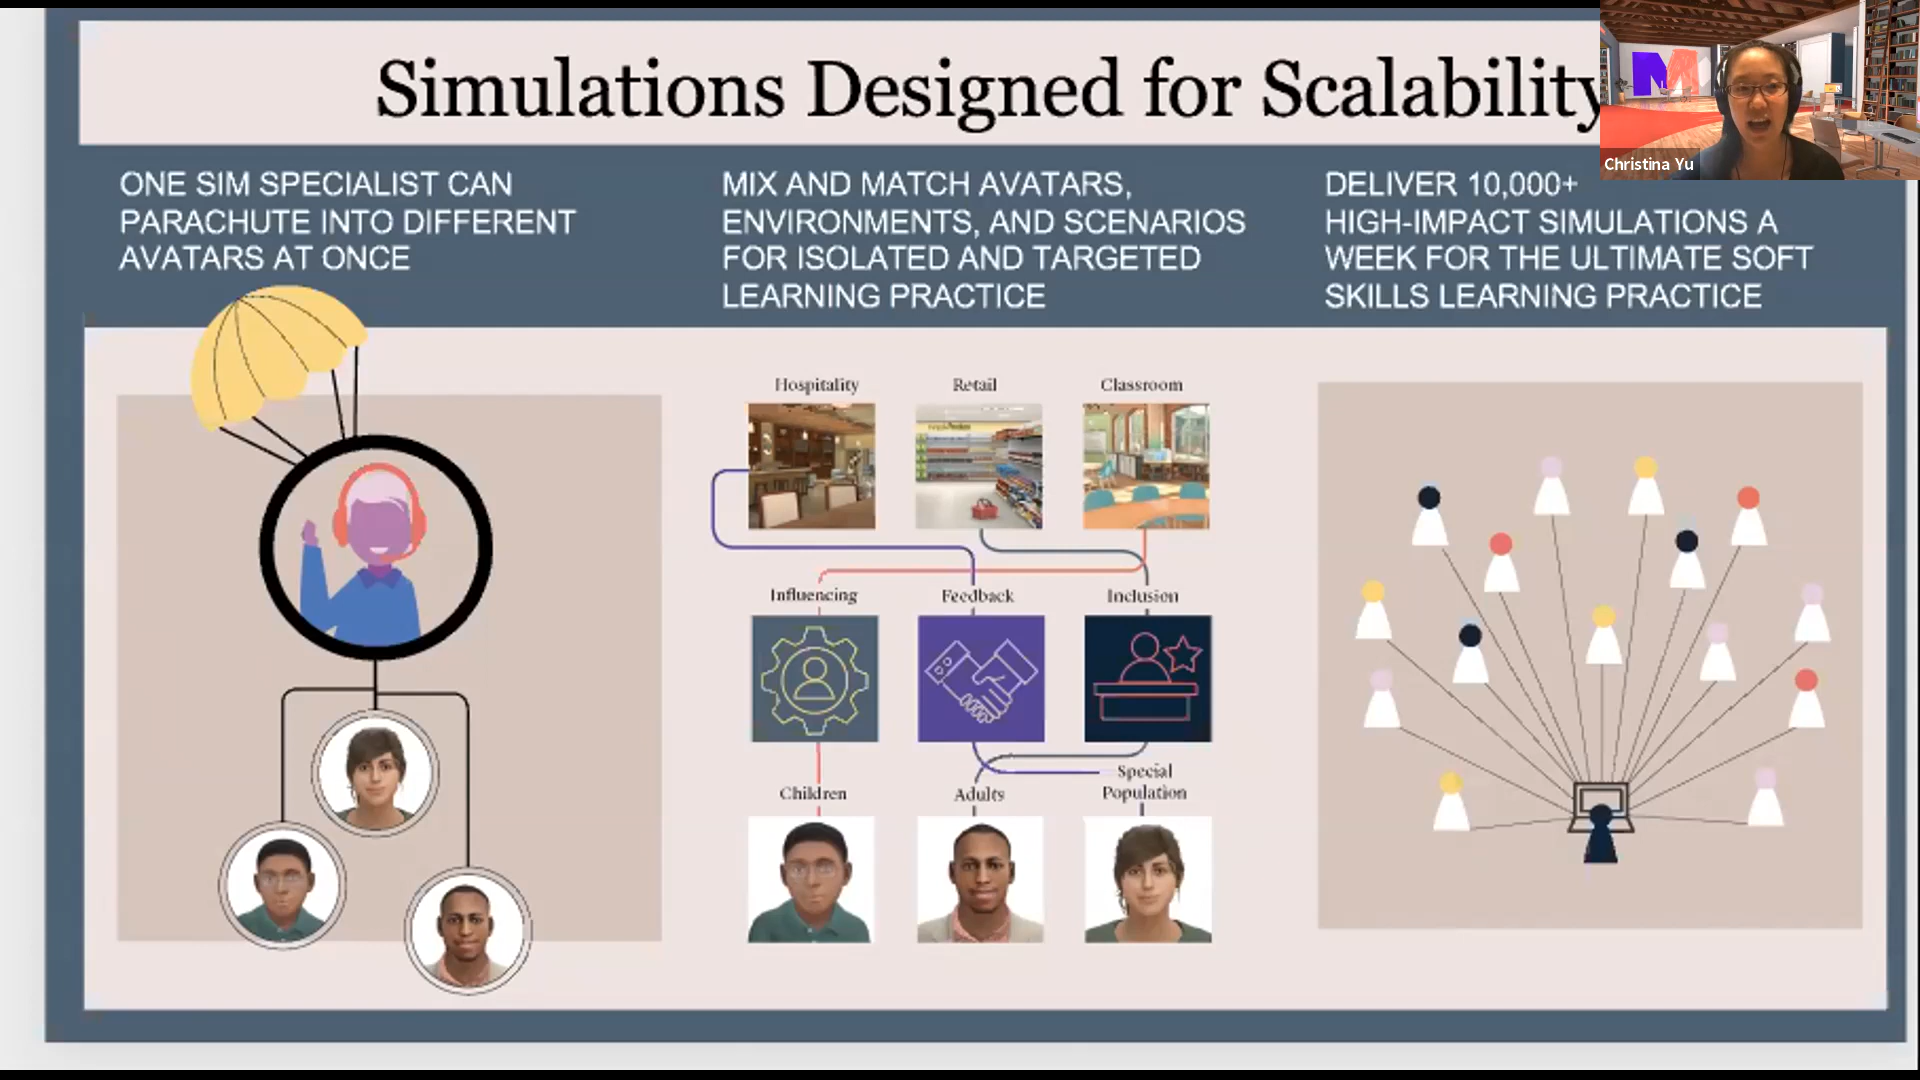 Simulations Designed for Scalability
Christina Yu
ONE SIM SPECIALIST CAN
PARACHUTE INTO DIFFERENT
AVATARS AT ONCE
MIX AND MATCH AVATARS,
ENVIRONMENTS, AND SCENARIOS
FOR ISOLATED AND TARGETED
LEARNING PRACTICE
DELIVER 10,000+
HIGH-IMPACT SIMULATIONS A
WEEK FOR THE ULTIMATE SOFT
SKILLS LEARNING PRACTICE
Hospitality
Retail
Classroom
Influencing
Feedback
Inclusion
Children
Adults
Special
Population